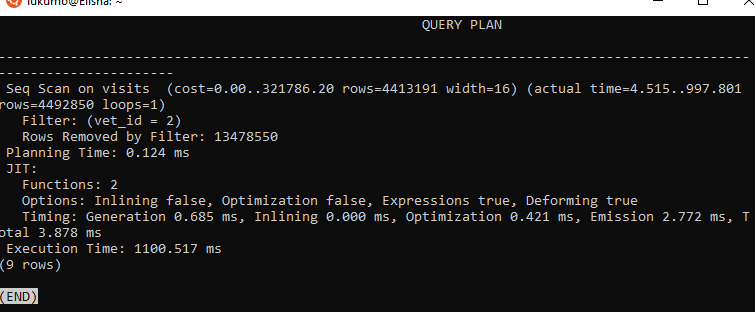 lukumo@Elisha: ~
QUERY PLAN
----------------------------------------------------------------------------------------------
----------------------
Seq Scan on visits  (cost=0.00..321786.20 rows=4413191 width=16) (actual time=4.515..997.801
rows=4492850 loops=1)
Filter: (vet_id = 2)
Rows Removed by Filter: 13478550
Planning Time: 0.124 ms
JIT:
Functions: 2
Options: Inlining false, Optimization false, Expressions true, Deforming true
Timing: Generation 0.685 ms, Inlining 0.000 ms, Optimization 0.421 ms, Emission 2.772 ms, T
otal 3.878 ms
Execution Time: 1100.517 ms
(9 rows)
(END)